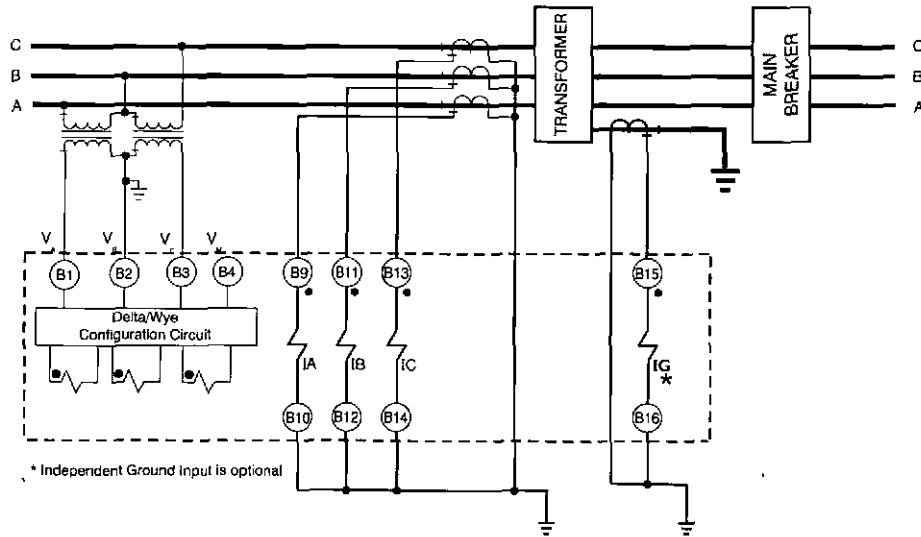 C
B
A
TRANSFORMER
MAIN
BREAKER
C
B
A
V
V
V
V
B1
B2
B3
B4
B9
B11
B13
B15
Delta/Wye
Configuration Circuit
IA
IB
IC
IG
*
B10
B12
B14
B16
* Independent Ground Input is optional